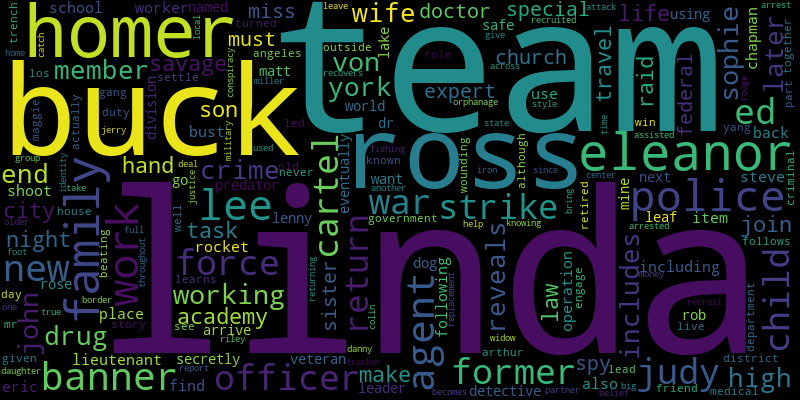 team
linda
buck
ross
homer
eleanor
police
family
strike
lee
war
new
work
return
force
agent
officer
banner
former
judy
high
child
ed
cartel
crime
drug
end
john
night
city
member
savage
hand
working
academy
task
rocket
lieutenant
secretly
arrive
place
border
story
school
worker
named
trench
miss
wife
doctor
must
york
von
son
bust
division
gang
duty
maggie
los
angeles
matt
settle
jerry
actually
group
identity
take
house
older
day
one
mr
foot
true
full
beating
throughout
given
daughter
eric
find
report
see
well
go
justice
deal
used
military
conspiracy
turned
local
recovers
catch
home
led
miller
outside
world
dr
predator
old
never
known
want
another
lenny
eventually
although
since
wounding
fishing
iron
government
sister
returning
colin
riley
learns
veteran
danny
tracker
leader
make
dog
following
replacement
help
knowing
reveals
becomes
arthur
widow
detective
partner
belief
also
big
lead
friend
spy
medical
district
department
money
recruit
arrested
includes
including
rob
live
law
operation
engage
mine
retired
leaf
item
next
steve
join
follows
criminal
back
yang
rouge
time
state
center
bring
win
assisted
style
orphanage
across
role
expert
use
lake
safe
give
recruited
special
church
life
using
leave
attack
arrest
travel
raid
federal
sophie
chapman
later
part
together
shoot
rose